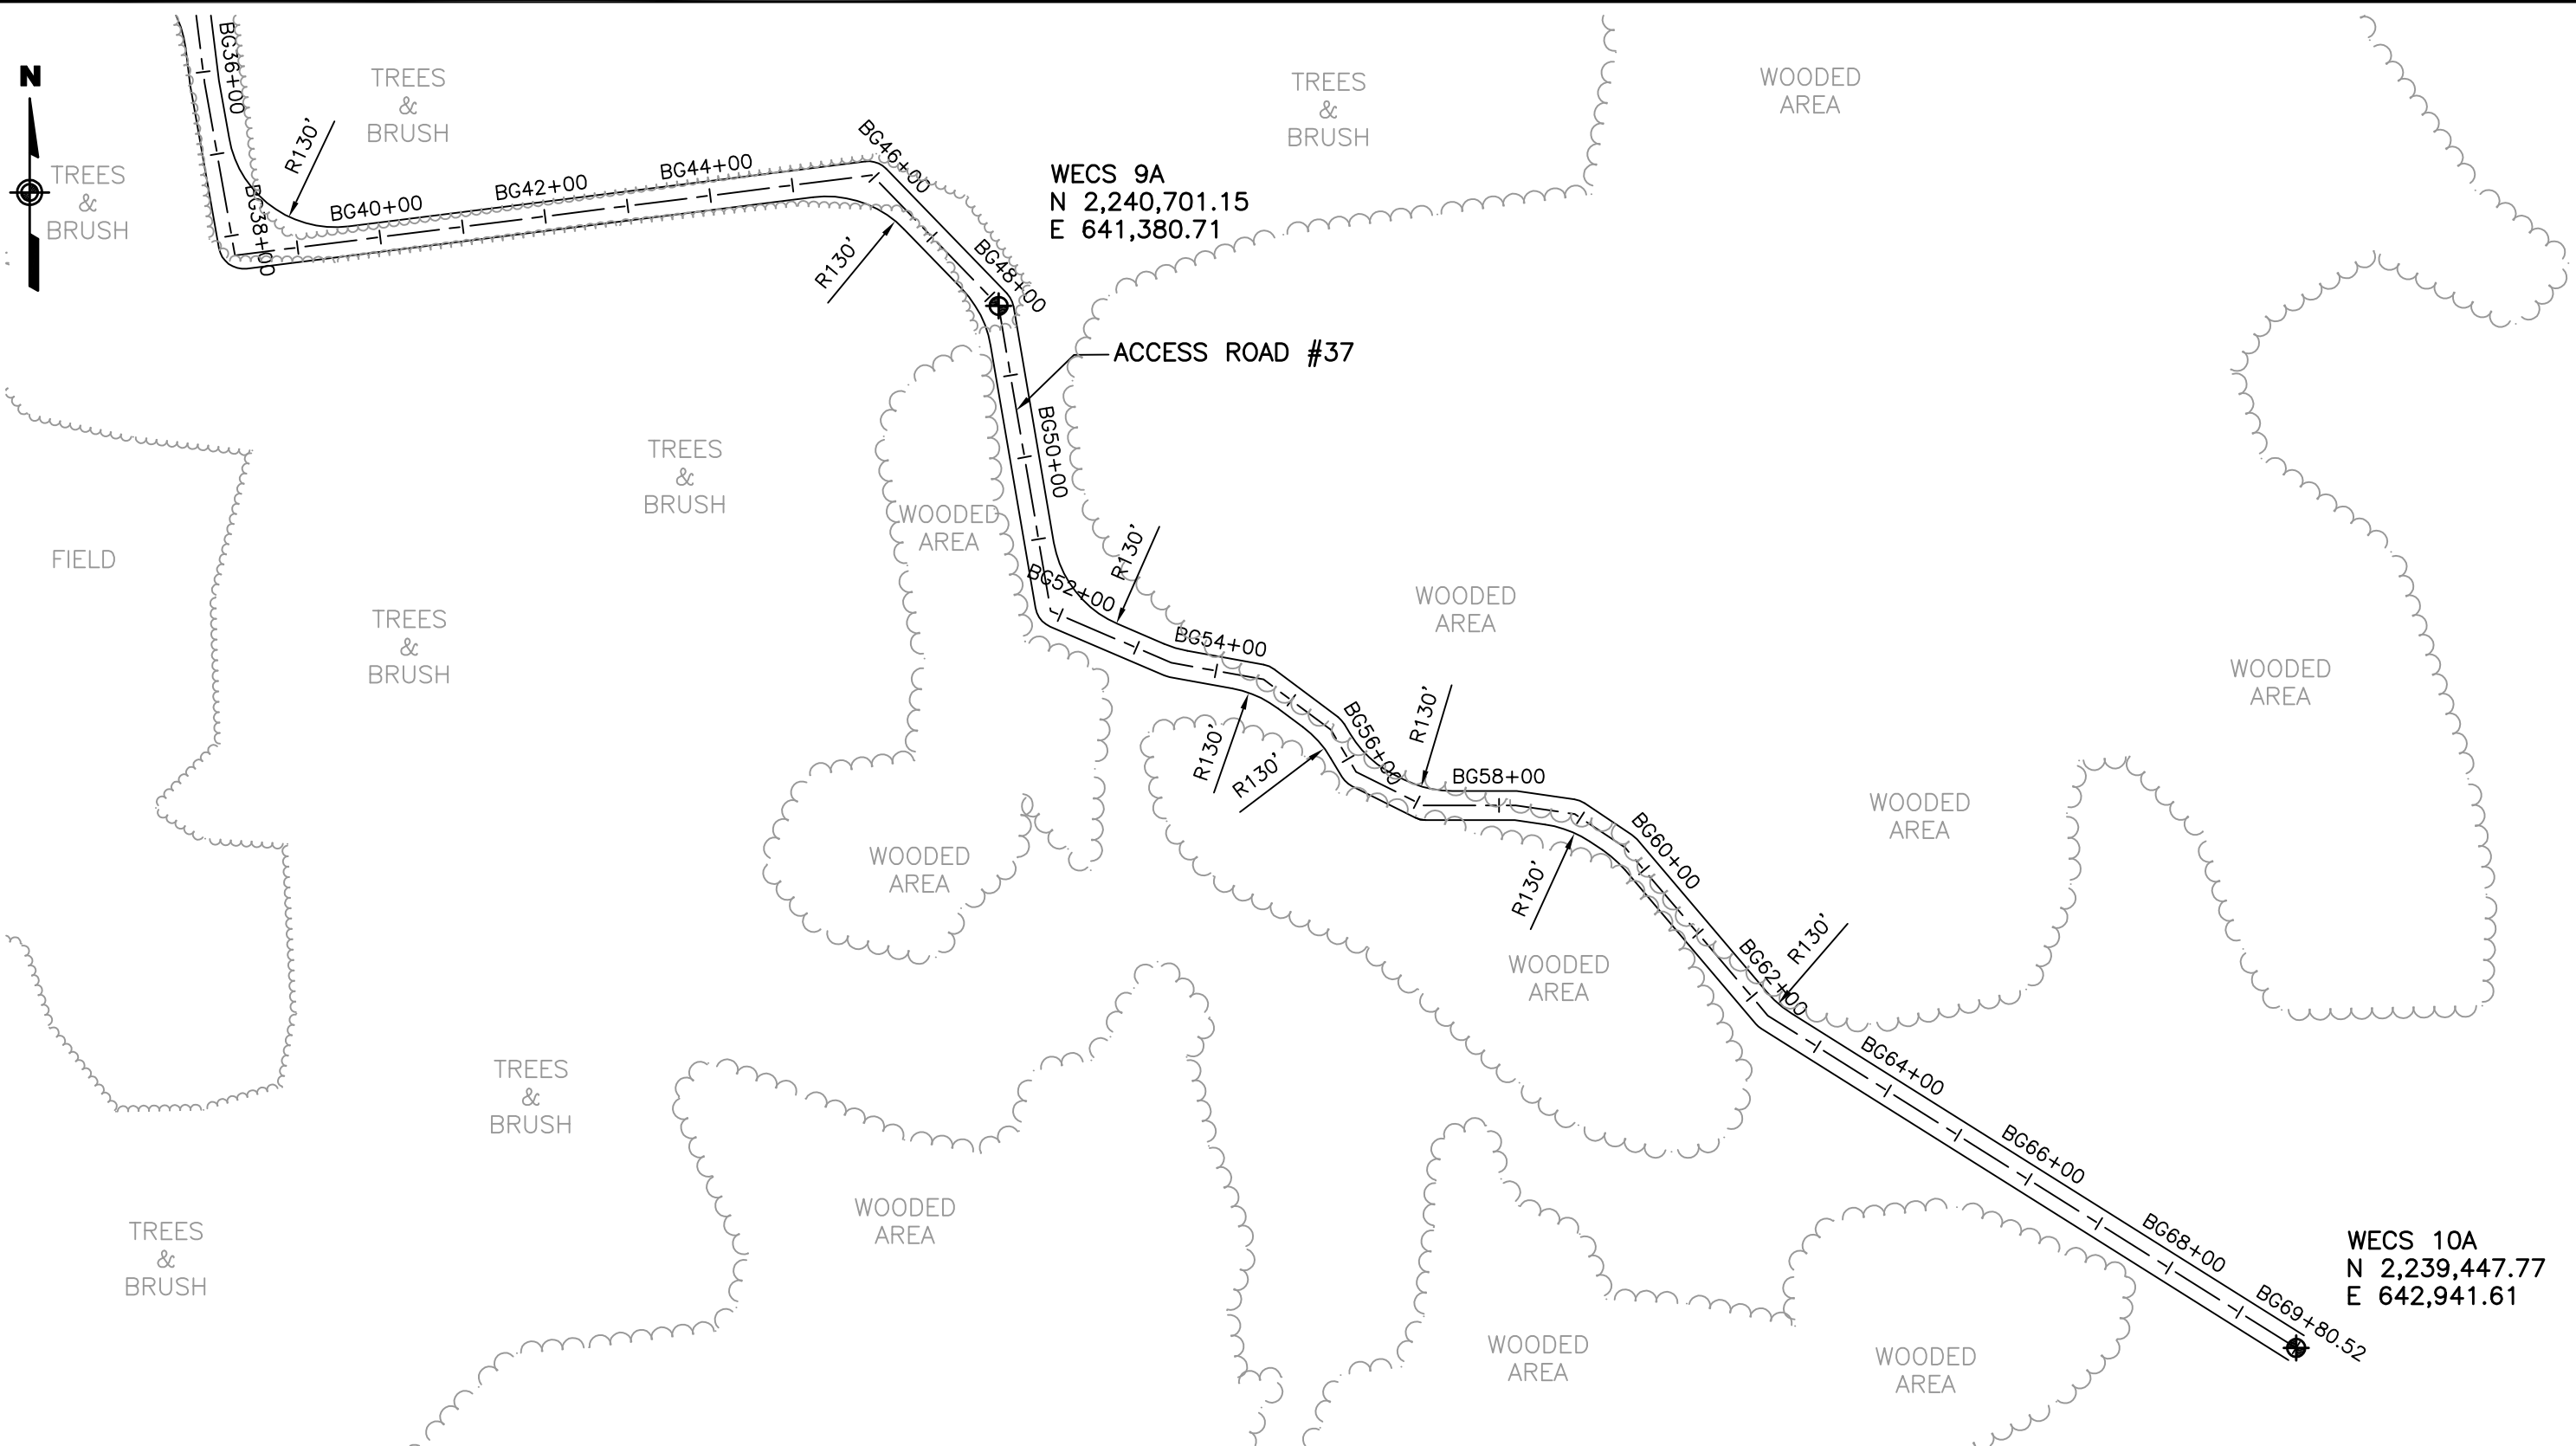 BG36+00
TREES
&
BRUSH
TREES
&
BRUSH
WOODED
AREA
N
R130'
TREES
&
BRUSH
BG38+00
BG40+00
BG42+00
BG44+00
BG46+00
R130'
BG48+00
WECS 9A
N 2,240,701.15
E 641,380.71
ACCESS ROAD #37
BG50+00
TREES
&
BRUSH
WOODED
AREA
FIELD
R130'
BG52+00
WOODED
AREA
TREES
&
BRUSH
BG54+00
WOODED
AREA
R130'
R130'
BG56+00
R130'
BG58+00
WOODED
AREA
WOODED
AREA
R130'
BG60+00
WOODED
AREA
BG62+00
R130'
TREES
&
BRUSH
BG64+00
BG66+00
WOODED
AREA
TREES
&
BRUSH
BG68+00
WECS 10A
N 2,239,447.77
E 642,941.61
BG69+80.52
WOODED
AREA
WOODED
AREA